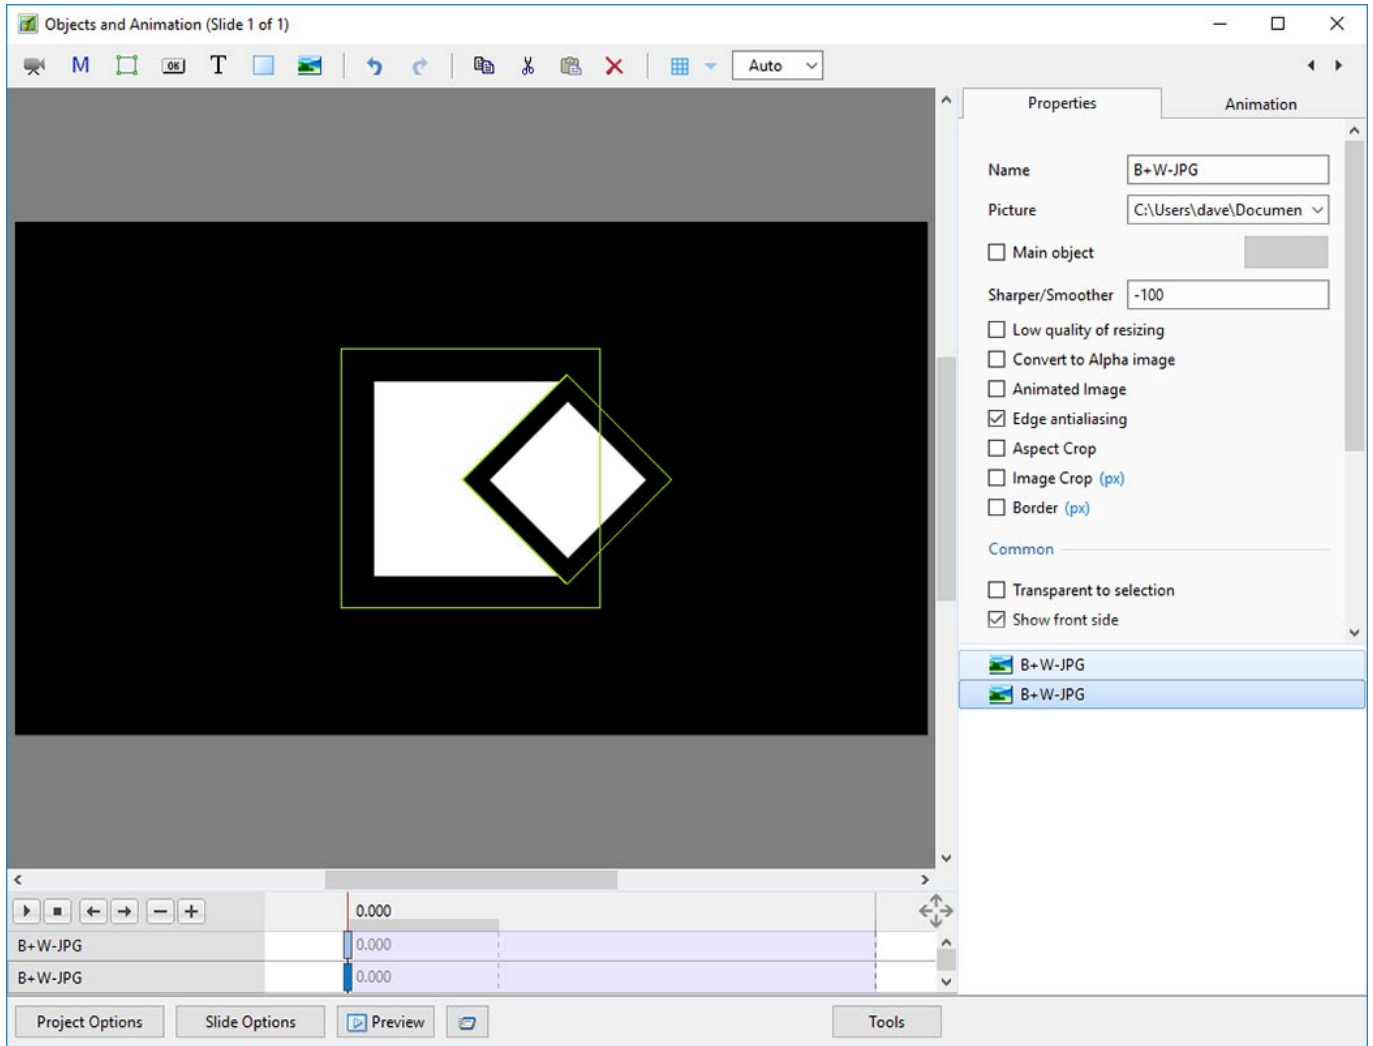 Objects and Animation (Slide 1 of 1)
M OK T Auto
Properties Animation
Name B+W-JPG
Picture C:\Users\dave\Documen
Main object
Sharper/Smoother -100
Low quality of resizing
Convert to Alpha image
Animated Image
Edge antialiasing
Aspect Crop
Image Crop (px)
Border (px)
Common
Transparent to selection
Show front side
B+W-JPG
B+W-JPG
0.000
B+W-JPG 0.000
B+W-JPG 0.000
Project Options Slide Options Preview Tools